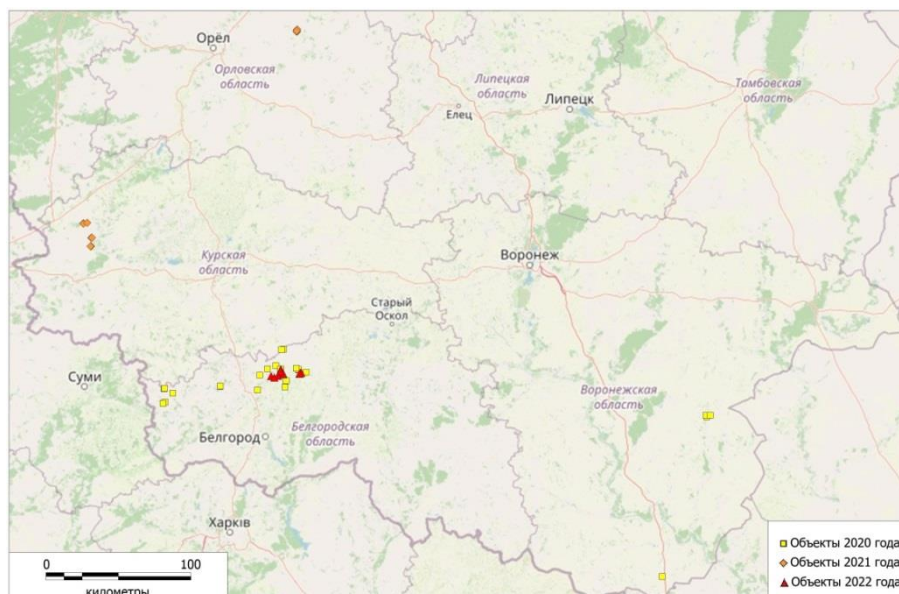 Орёл
Орловская
область
Липецкая
область
Елец
Липецк
Тамбовская
область
Курская
область
Воронеж
Старый
Оскол
Суми
Воронежская
область
Белгород
Белгородская
область
Харків
0 100
километры
Объекты 2020 года
Объекты 2021 года
Объекты 2022 года